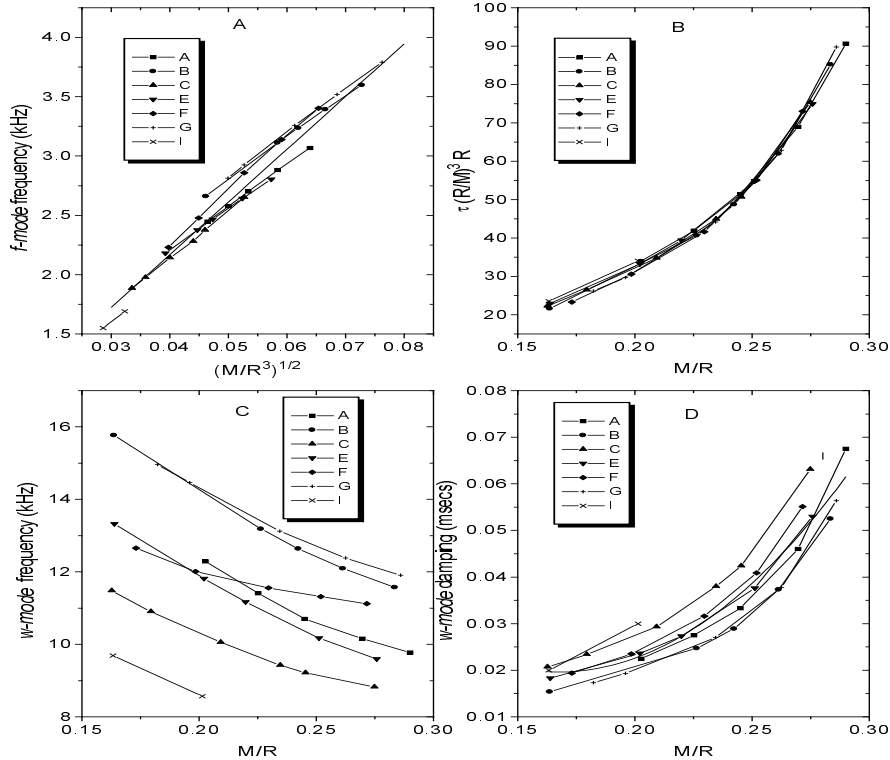 A
4.0
3.5
3.0
2.5
2.0
1.5
f-mode frequency (kHz)
A
B
C
E
F
G
I
0.03 0.04 0.05 0.06 0.07 0.08
(M/R³)¹ᐟ²
B
100
90
80
70
60
50
40
30
20
τ (R/M)³ R
A
B
C
E
F
G
I
0.15 0.20 0.25 0.30
M/R
C
16
14
12
10
8
w-mode frequency (kHz)
A
B
C
E
F
G
I
0.15 0.20 0.25 0.30
M/R
D
0.08
0.07
0.06
0.05
0.04
0.03
0.02
0.01
w-mode damping (msecs)
A
B
C
E
F
G
I
I
0.15 0.20 0.25 0.30
M/R